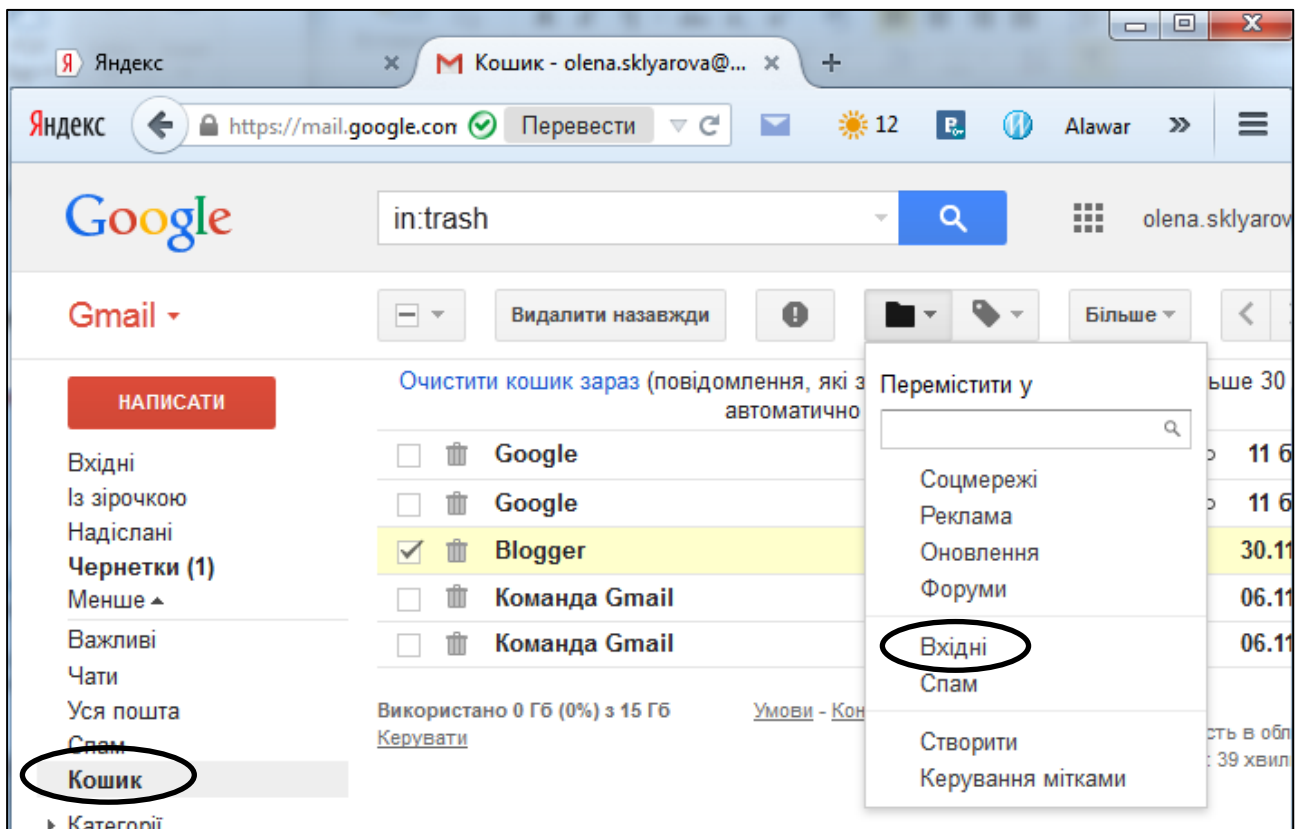 Яндекс
Кошик - olena.sklyarova@...
Яндекс https://mail.google.com Перевести 12 Alawar
Google in:trash olena.sklyarov
Gmail Видалити назавжди Більше
НАПИСАТИ
Вхідні
Із зірочкою
Надіслані
Чернетки (1)
Менше
Важливі
Чати
Уся пошта
Спам
Кошик
Категорії
Очистити кошик зараз (повідомлення, які з ьше 30
автоматично
Google 11 б
Google 11 б
Blogger 30.11
Команда Gmail 06.11
Команда Gmail 06.11
Використано 0 Гб (0%) з 15 Гб
Керувати
Умови - Кон
сть в обл
: 39 хвил
Перемістити у
Соцмережі
Реклама
Оновлення
Форуми
Вхідні
Спам
Створити
Керування мітками